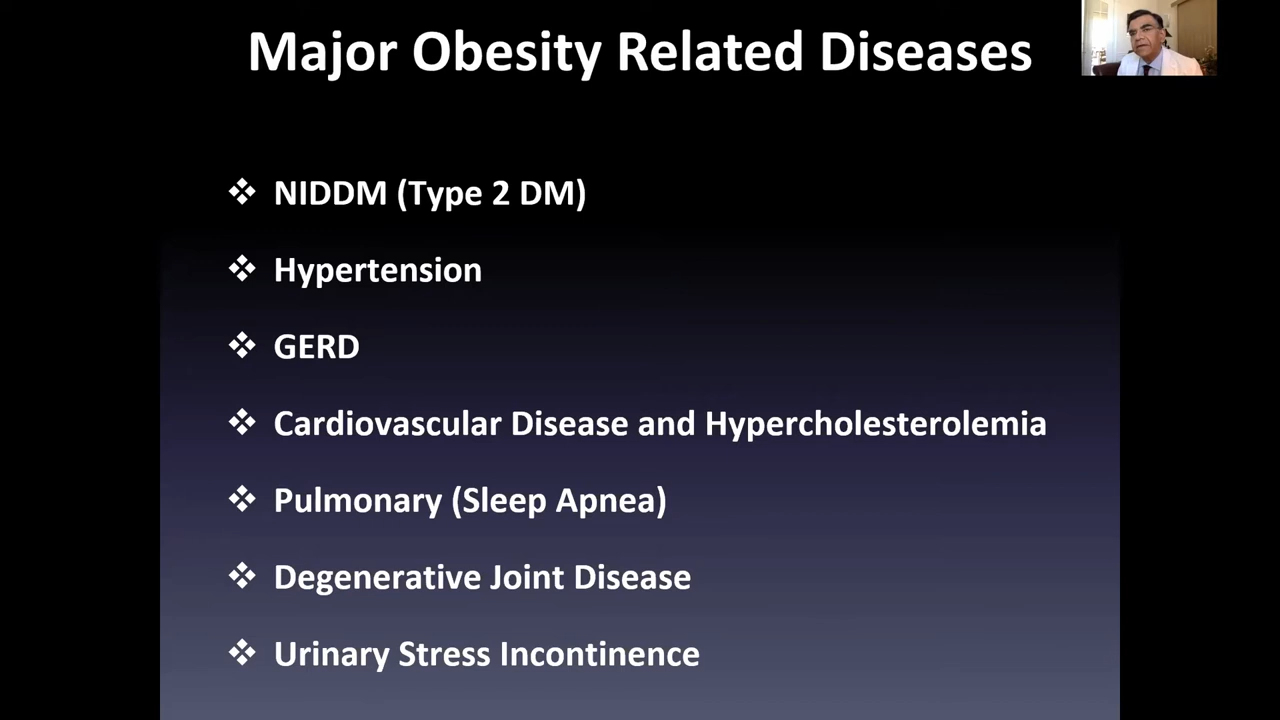 Major Obesity Related Diseases
❖ NIDDM (Type 2 DM)
❖ Hypertension
❖ GERD
❖ Cardiovascular Disease and Hypercholesterolemia
❖ Pulmonary (Sleep Apnea)
❖ Degenerative Joint Disease
❖ Urinary Stress Incontinence